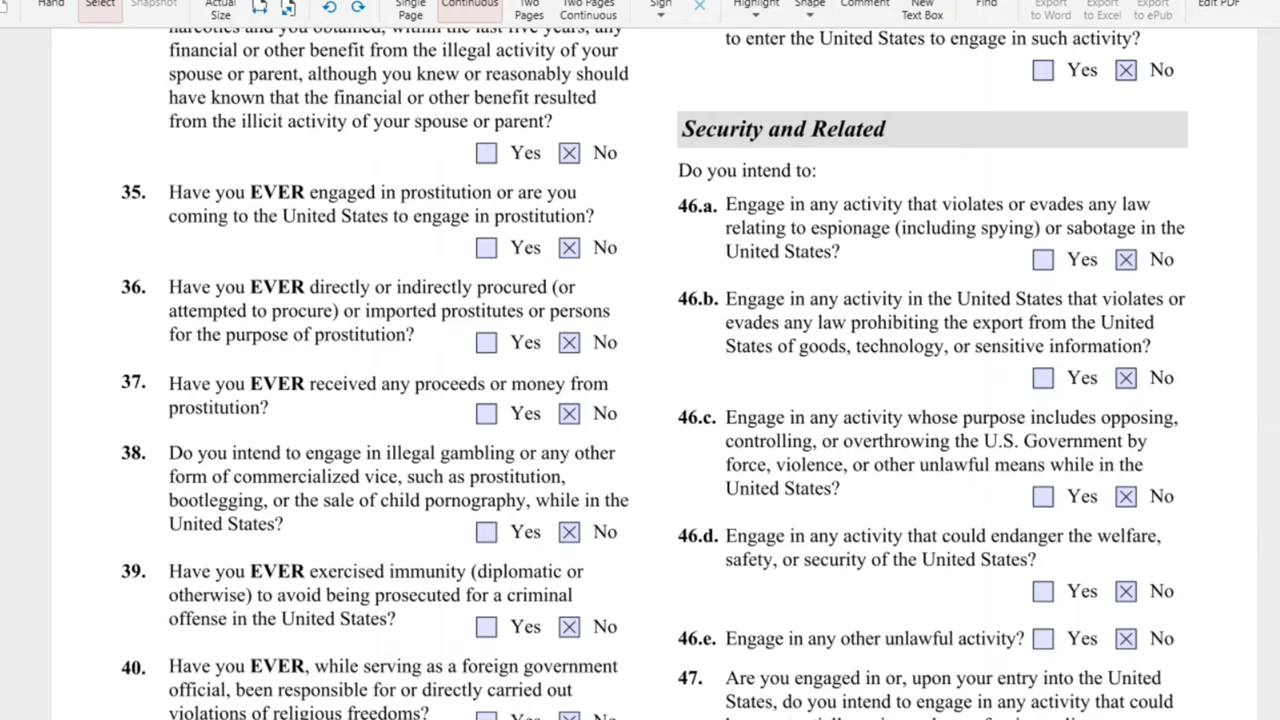 Hand
Select
Snapshot
Actual
Size
Single
Page
Continuous
Two
Pages
Two Pages
Continuous
Sign
Highlight
Shape
Comment
New
Text Box
Find
Export
to Word
Export
to Excel
Export
to ePub
Edit PDF
narcotics and you obtained, within the last five years, any
financial or other benefit from the illegal activity of your
spouse or parent, although you knew or reasonably should
have known that the financial or other benefit resulted
from the illicit activity of your spouse or parent?
Yes No
35. Have you EVER engaged in prostitution or are you
coming to the United States to engage in prostitution?
Yes No
36. Have you EVER directly or indirectly procured (or
attempted to procure) or imported prostitutes or persons
for the purpose of prostitution? Yes No
37. Have you EVER received any proceeds or money from
prostitution? Yes No
38. Do you intend to engage in illegal gambling or any other
form of commercialized vice, such as prostitution,
bootlegging, or the sale of child pornography, while in the
United States? Yes No
39. Have you EVER exercised immunity (diplomatic or
otherwise) to avoid being prosecuted for a criminal
offense in the United States? Yes No
40. Have you EVER, while serving as a foreign government
official, been responsible for or directly carried out
violations of religious freedoms? Yes No
to enter the United States to engage in such activity?
Yes No
Security and Related
Do you intend to:
46.a. Engage in any activity that violates or evades any law
relating to espionage (including spying) or sabotage in the
United States? Yes No
46.b. Engage in any activity in the United States that violates or
evades any law prohibiting the export from the United
States of goods, technology, or sensitive information?
Yes No
46.c. Engage in any activity whose purpose includes opposing,
controlling, or overthrowing the U.S. Government by
force, violence, or other unlawful means while in the
United States? Yes No
46.d. Engage in any activity that could endanger the welfare,
safety, or security of the United States?
Yes No
46.e. Engage in any other unlawful activity? Yes No
47. Are you engaged in or, upon your entry into the United
States, do you intend to engage in any activity that could